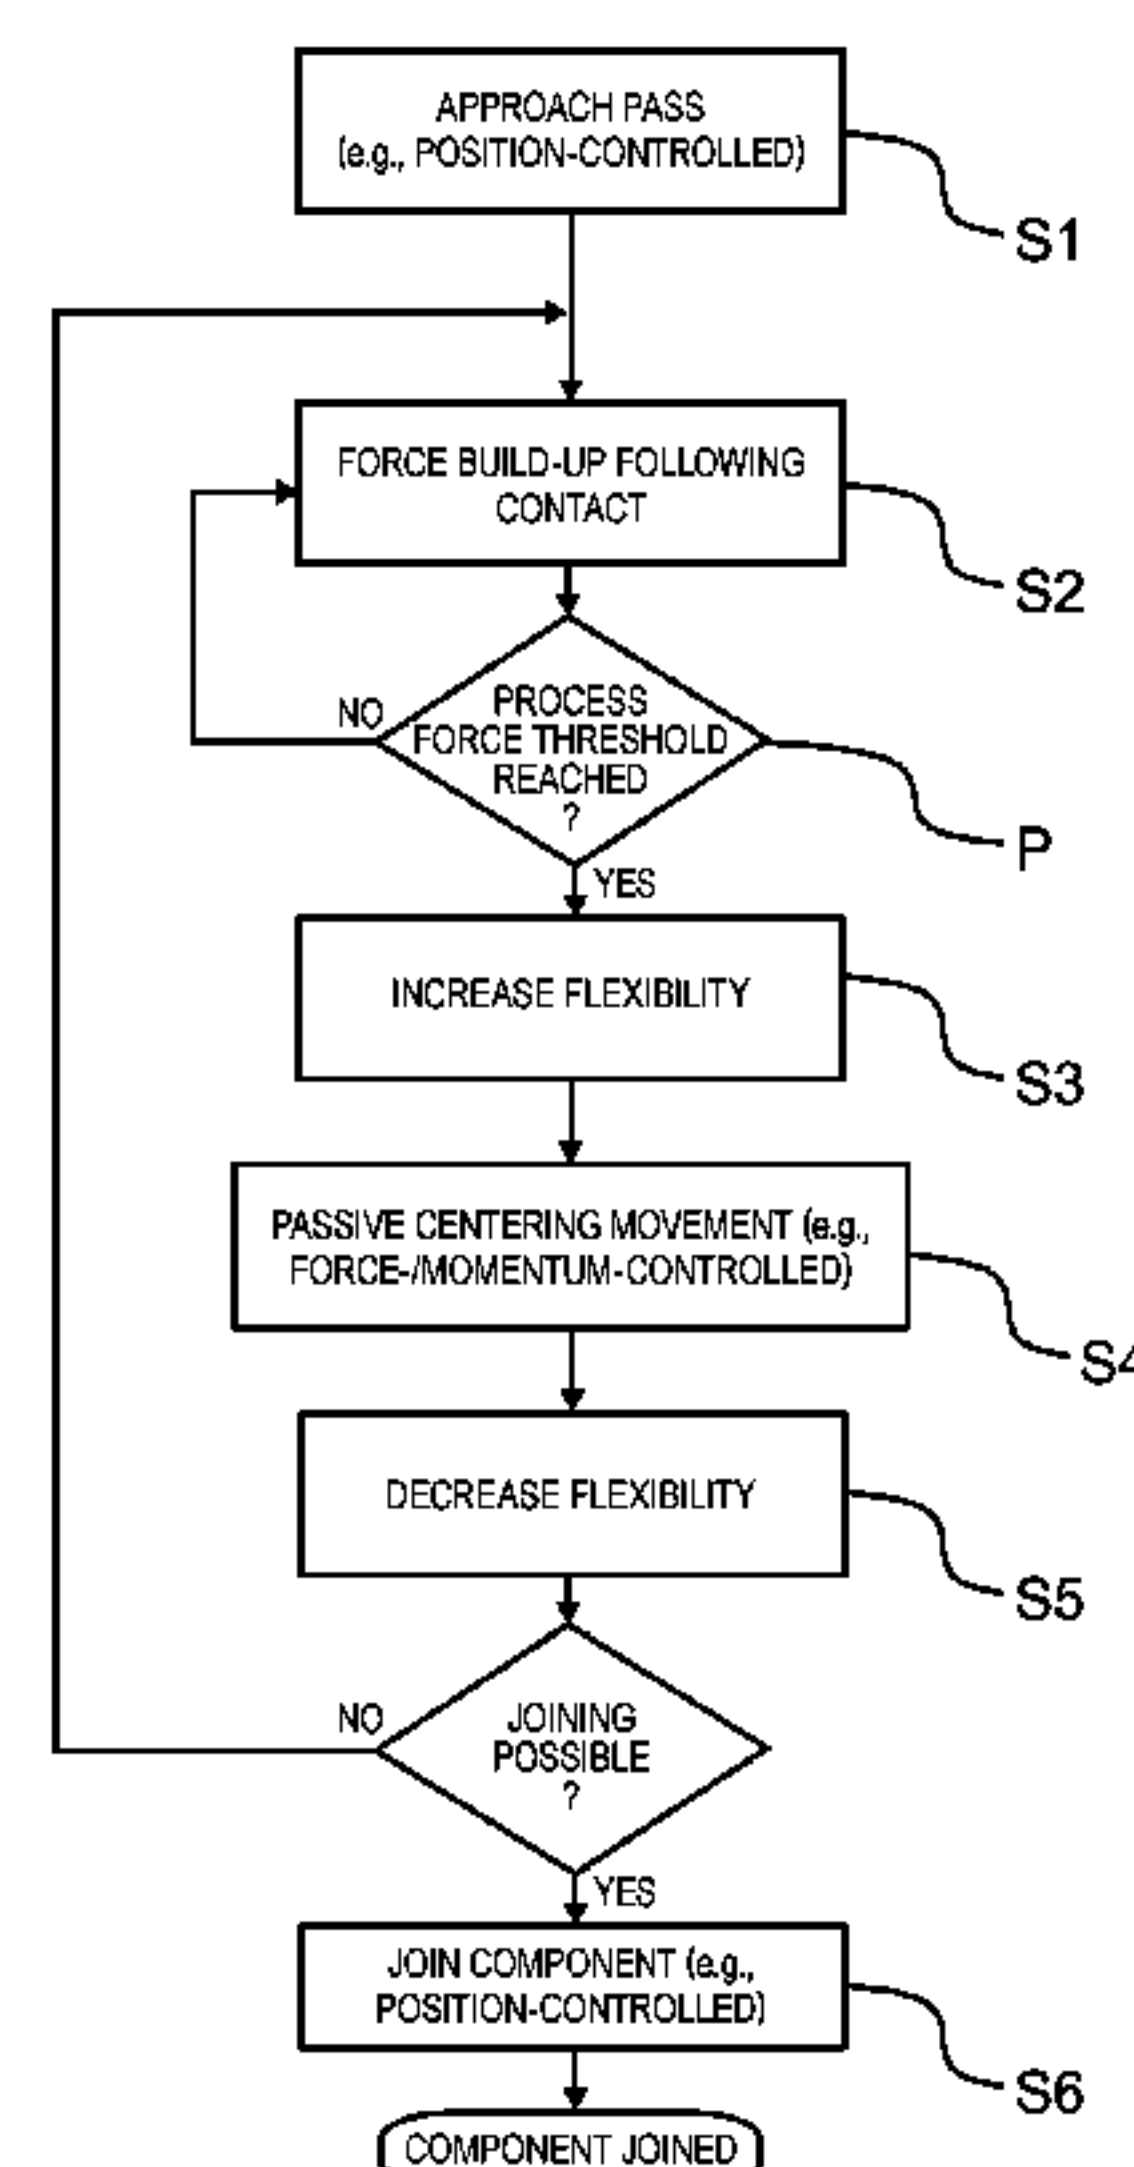 APPROACH PASS
(e.g., POSITION-CONTROLLED)
S1
FORCE BUILD-UP FOLLOWING
CONTACT
S2
NO
PROCESS
FORCE THRESHOLD
REACHED
?
P
YES
INCREASE FLEXIBILITY
S3
PASSIVE CENTERING MOVEMENT (e.g.,
FORCE-/MOMENTUM-CONTROLLED)
S4
DECREASE FLEXIBILITY
S5
NO
JOINING
POSSIBLE
?
YES
JOIN COMPONENT (e.g.,
POSITION-CONTROLLED)
S6
COMPONENT JOINED